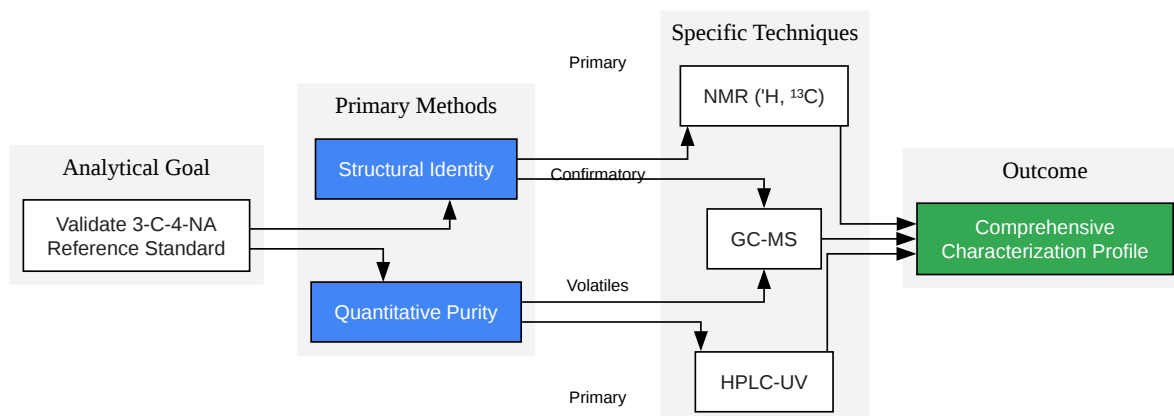 Analytical Goal
Validate 3-C-4-NA
Reference Standard
Primary Methods
Structural Identity
Quantitative Purity
Primary
Confirmatory
Volatiles
Primary
Specific Techniques
NMR ('H, ¹³C)
GC-MS
HPLC-UV
Outcome
Comprehensive
Characterization Profile